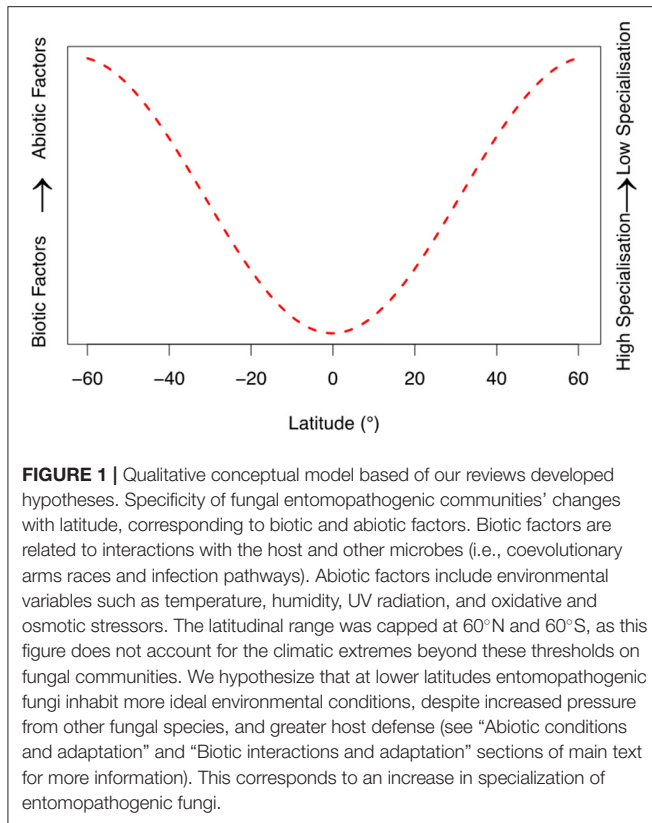 Biotic Factors → Abiotic Factors
High Specialisation → Low Specialisation
−60 −40 −20 0 20 40 60
Latitude (°)
FIGURE 1 | Qualitative conceptual model based of our reviews developed
hypotheses. Specificity of fungal entomopathogenic communities' changes
with latitude, corresponding to biotic and abiotic factors. Biotic factors are
related to interactions with the host and other microbes (i.e., coevolutionary
arms races and infection pathways). Abiotic factors include environmental
variables such as temperature, humidity, UV radiation, and oxidative and
osmotic stressors. The latitudinal range was capped at 60°N and 60°S, as this
figure does not account for the climatic extremes beyond these thresholds on
fungal communities. We hypothesize that at lower latitudes entomopathogenic
fungi inhabit more ideal environmental conditions, despite increased pressure
from other fungal species, and greater host defense (see "Abiotic conditions
and adaptation" and "Biotic interactions and adaptation" sections of main text
for more information). This corresponds to an increase in specialization of
entomopathogenic fungi.